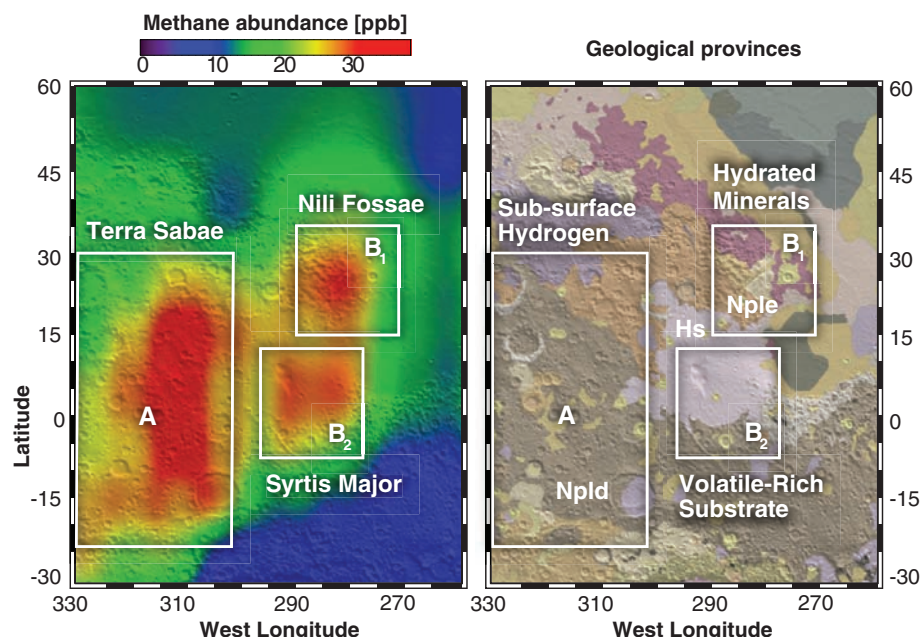 Methane abundance [ppb]
0 10 20 30
Geological provinces
60
45
30
15
0
-15
-30
Latitude
Nili Fossae
Terra Sabae
B1
A
B2
Syrtis Major
330 310 290 270
West Longitude
Hydrated
Minerals
Sub-surface
Hydrogen
B1
Nple
Hs
A
B2
Npld
Volatile-Rich
Substrate
60
45
30
15
0
-15
-30
330 310 290 270
West Longitude